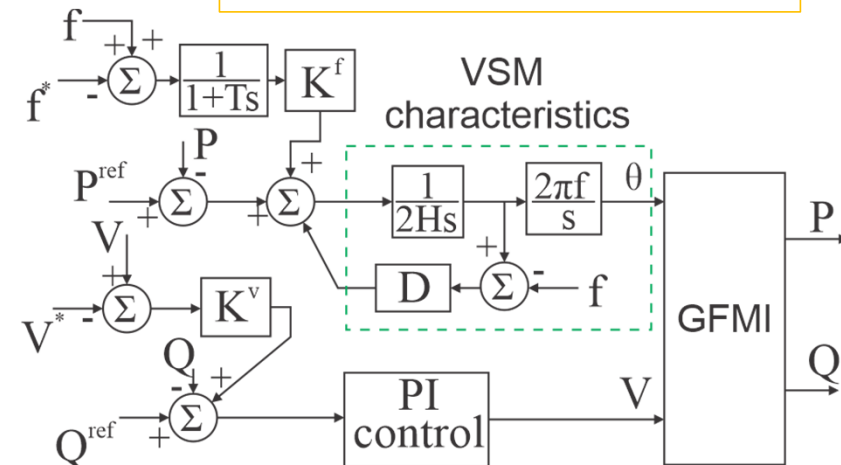 f
+
+
f*
-
Σ
1
1+Ts
K^f
VSM
characteristics
P
-
+
P^ref
+
Σ
+
Σ
1
2Hs
2πf
s
θ
P
V
+
+
-
D
Σ
f
GFMI
V*
-
Σ
K^v
Q
-
+
Q
Q^ref
+
Σ
PI
control
V